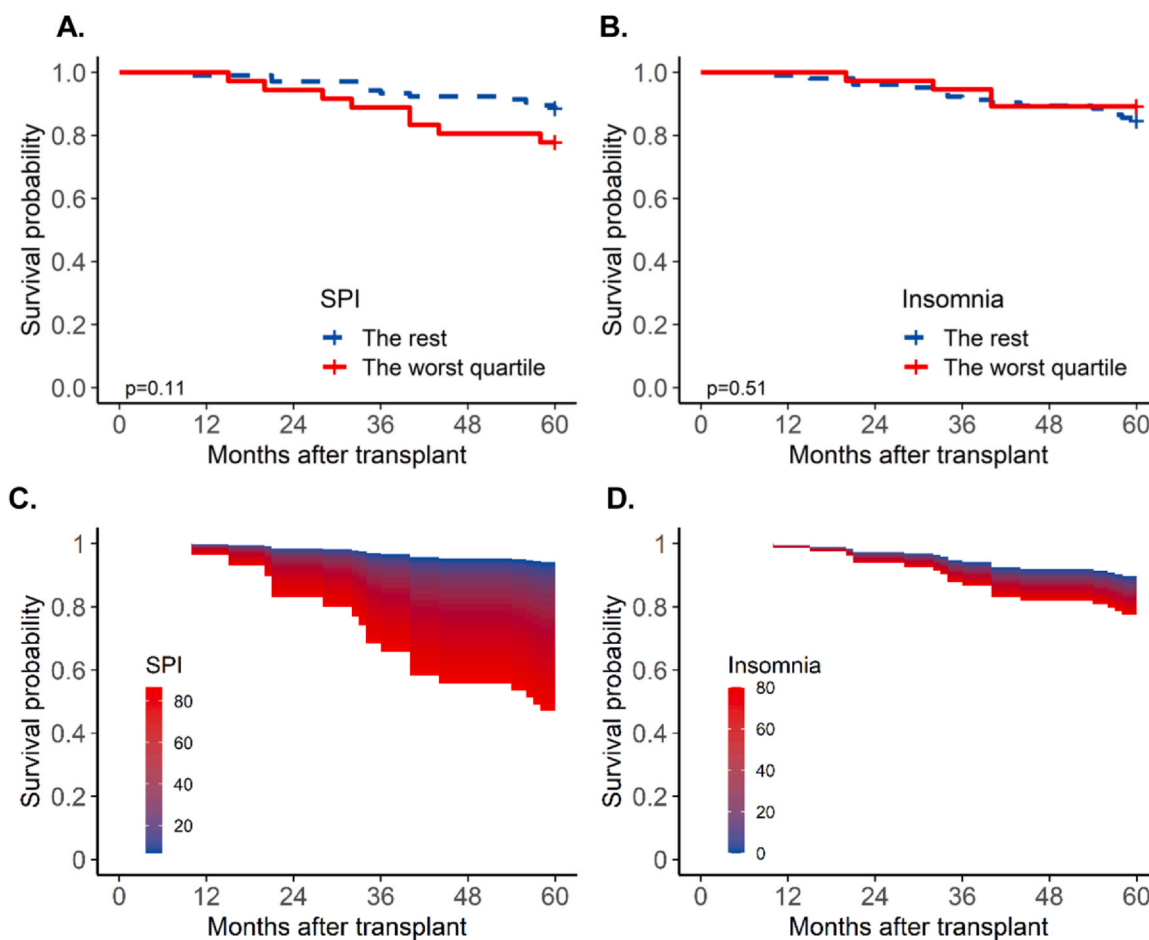 A.
Survival probability
1.0
0.8
0.6
0.4
0.2
0.0
SPI
The rest
The worst quartile
p=0.11
0 12 24 36 48 60
Months after transplant
B.
Survival probability
1.0
0.8
0.6
0.4
0.2
0.0
Insomnia
The rest
The worst quartile
p=0.51
0 12 24 36 48 60
Months after transplant
C.
Survival probability
1
0.8
0.6
0.4
0.2
0
SPI
80
60
40
20
0 12 24 36 48 60
Months after transplant
D.
Survival probability
1
0.8
0.6
0.4
0.2
0
Insomnia
80
60
40
20
0
0 12 24 36 48 60
Months after transplant